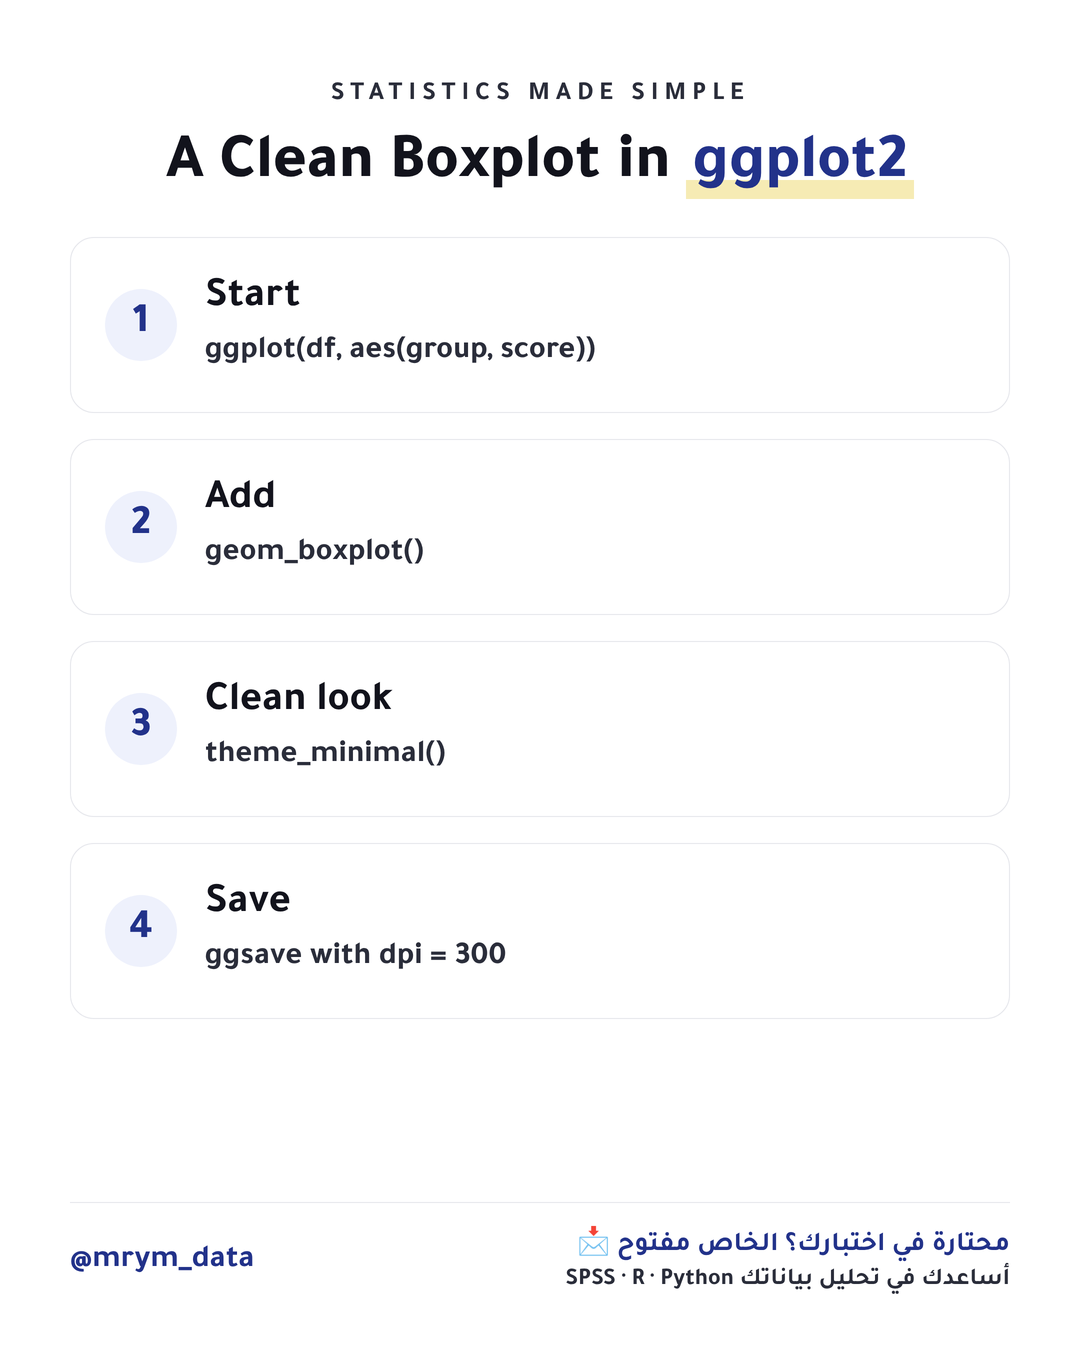 STATISTICS MADE SIMPLE
A Clean Boxplot in ggplot2
1
Start
ggplot(df, aes(group, score))
2
Add
geom_boxplot()
3
Clean look
theme_minimal()
4
Save
ggsave with dpi = 300
محتارة في اختبارك؟ الخاص مفتوح 📩
@mrym_data
أساعدك في تحليل بياناتك SPSS · R · Python